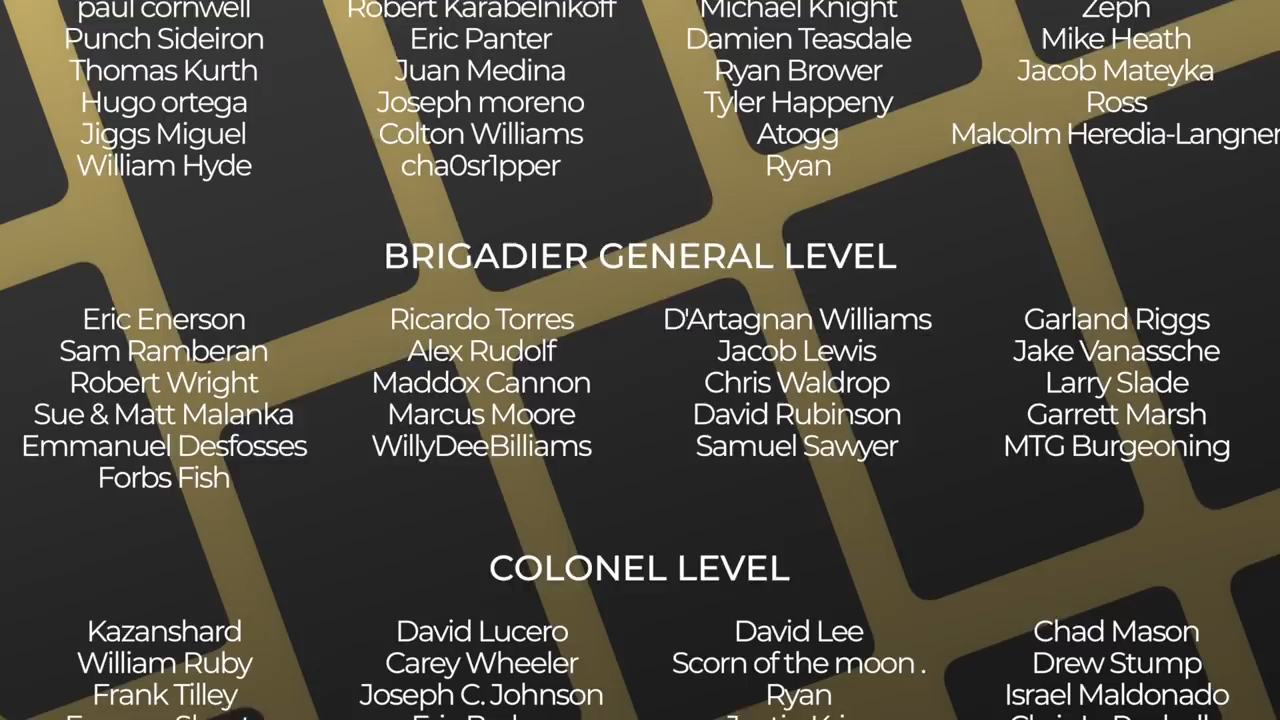 paul cornwell Robert Karabelnikoff Michael Knight Zeph
Punch Sideiron Eric Panter Damien Teasdale Mike Heath
Thomas Kurth Juan Medina Ryan Brower Jacob Mateyka
Hugo ortega Joseph moreno Tyler Happeny Ross
Jiggs Miguel Colton Williams Atogg Malcolm Heredia-Langner
William Hyde cha0sr1pper Ryan
BRIGADIER GENERAL LEVEL
Eric Enerson Ricardo Torres D'Artagnan Williams Garland Riggs
Sam Ramberan Alex Rudolf Jacob Lewis Jake Vanassche
Robert Wright Maddox Cannon Chris Waldrop Larry Slade
Sue & Matt Malanka Marcus Moore David Rubinson Garrett Marsh
Emmanuel Desfosses WillyDeeBilliams Samuel Sawyer MTG Burgeoning
Forbs Fish
COLONEL LEVEL
Kazanshard David Lucero David Lee Chad Mason
William Ruby Carey Wheeler Scorn of the moon . Drew Stump
Frank Tilley Joseph C. Johnson Ryan Israel Maldonado